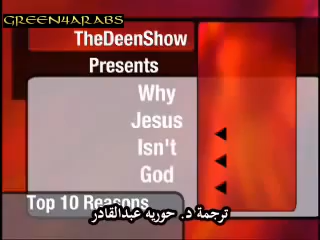 GREEN4ARABS
TheDeenShow
Presents
Why
Jesus
Isn't
God
Top 10 Reasons
ترجمة د. حوريه عبدالقادر